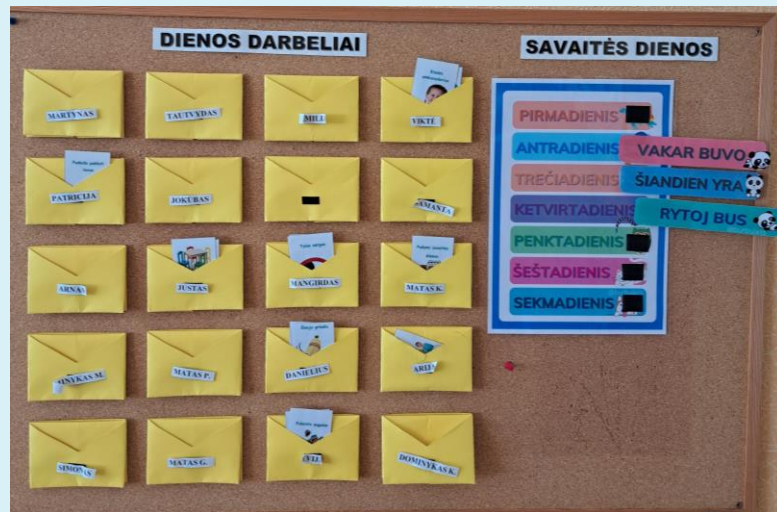 DIENOS DARBELIAI
SAVAITĖS DIENOS
MARTYNAS
TAUTVYDAS
VIKTĖ
PATRICIJA
JOKŪBAS
ARNAS
JUSTAS
MANGIRDAS
MATAS K.
MATAS P.
DANIELIUS
ARIJA
SIMONAS
MATAS G.
DOMINYKAS K.
PIRMADIENIS
ANTRADIENIS
TREČIADIENIS
KETVIRTADIENIS
PENKTADIENIS
ŠEŠTADIENIS
SEKMADIENIS
VAKAR BUVO
ŠIANDIEN YRA
RYTOJ BUS